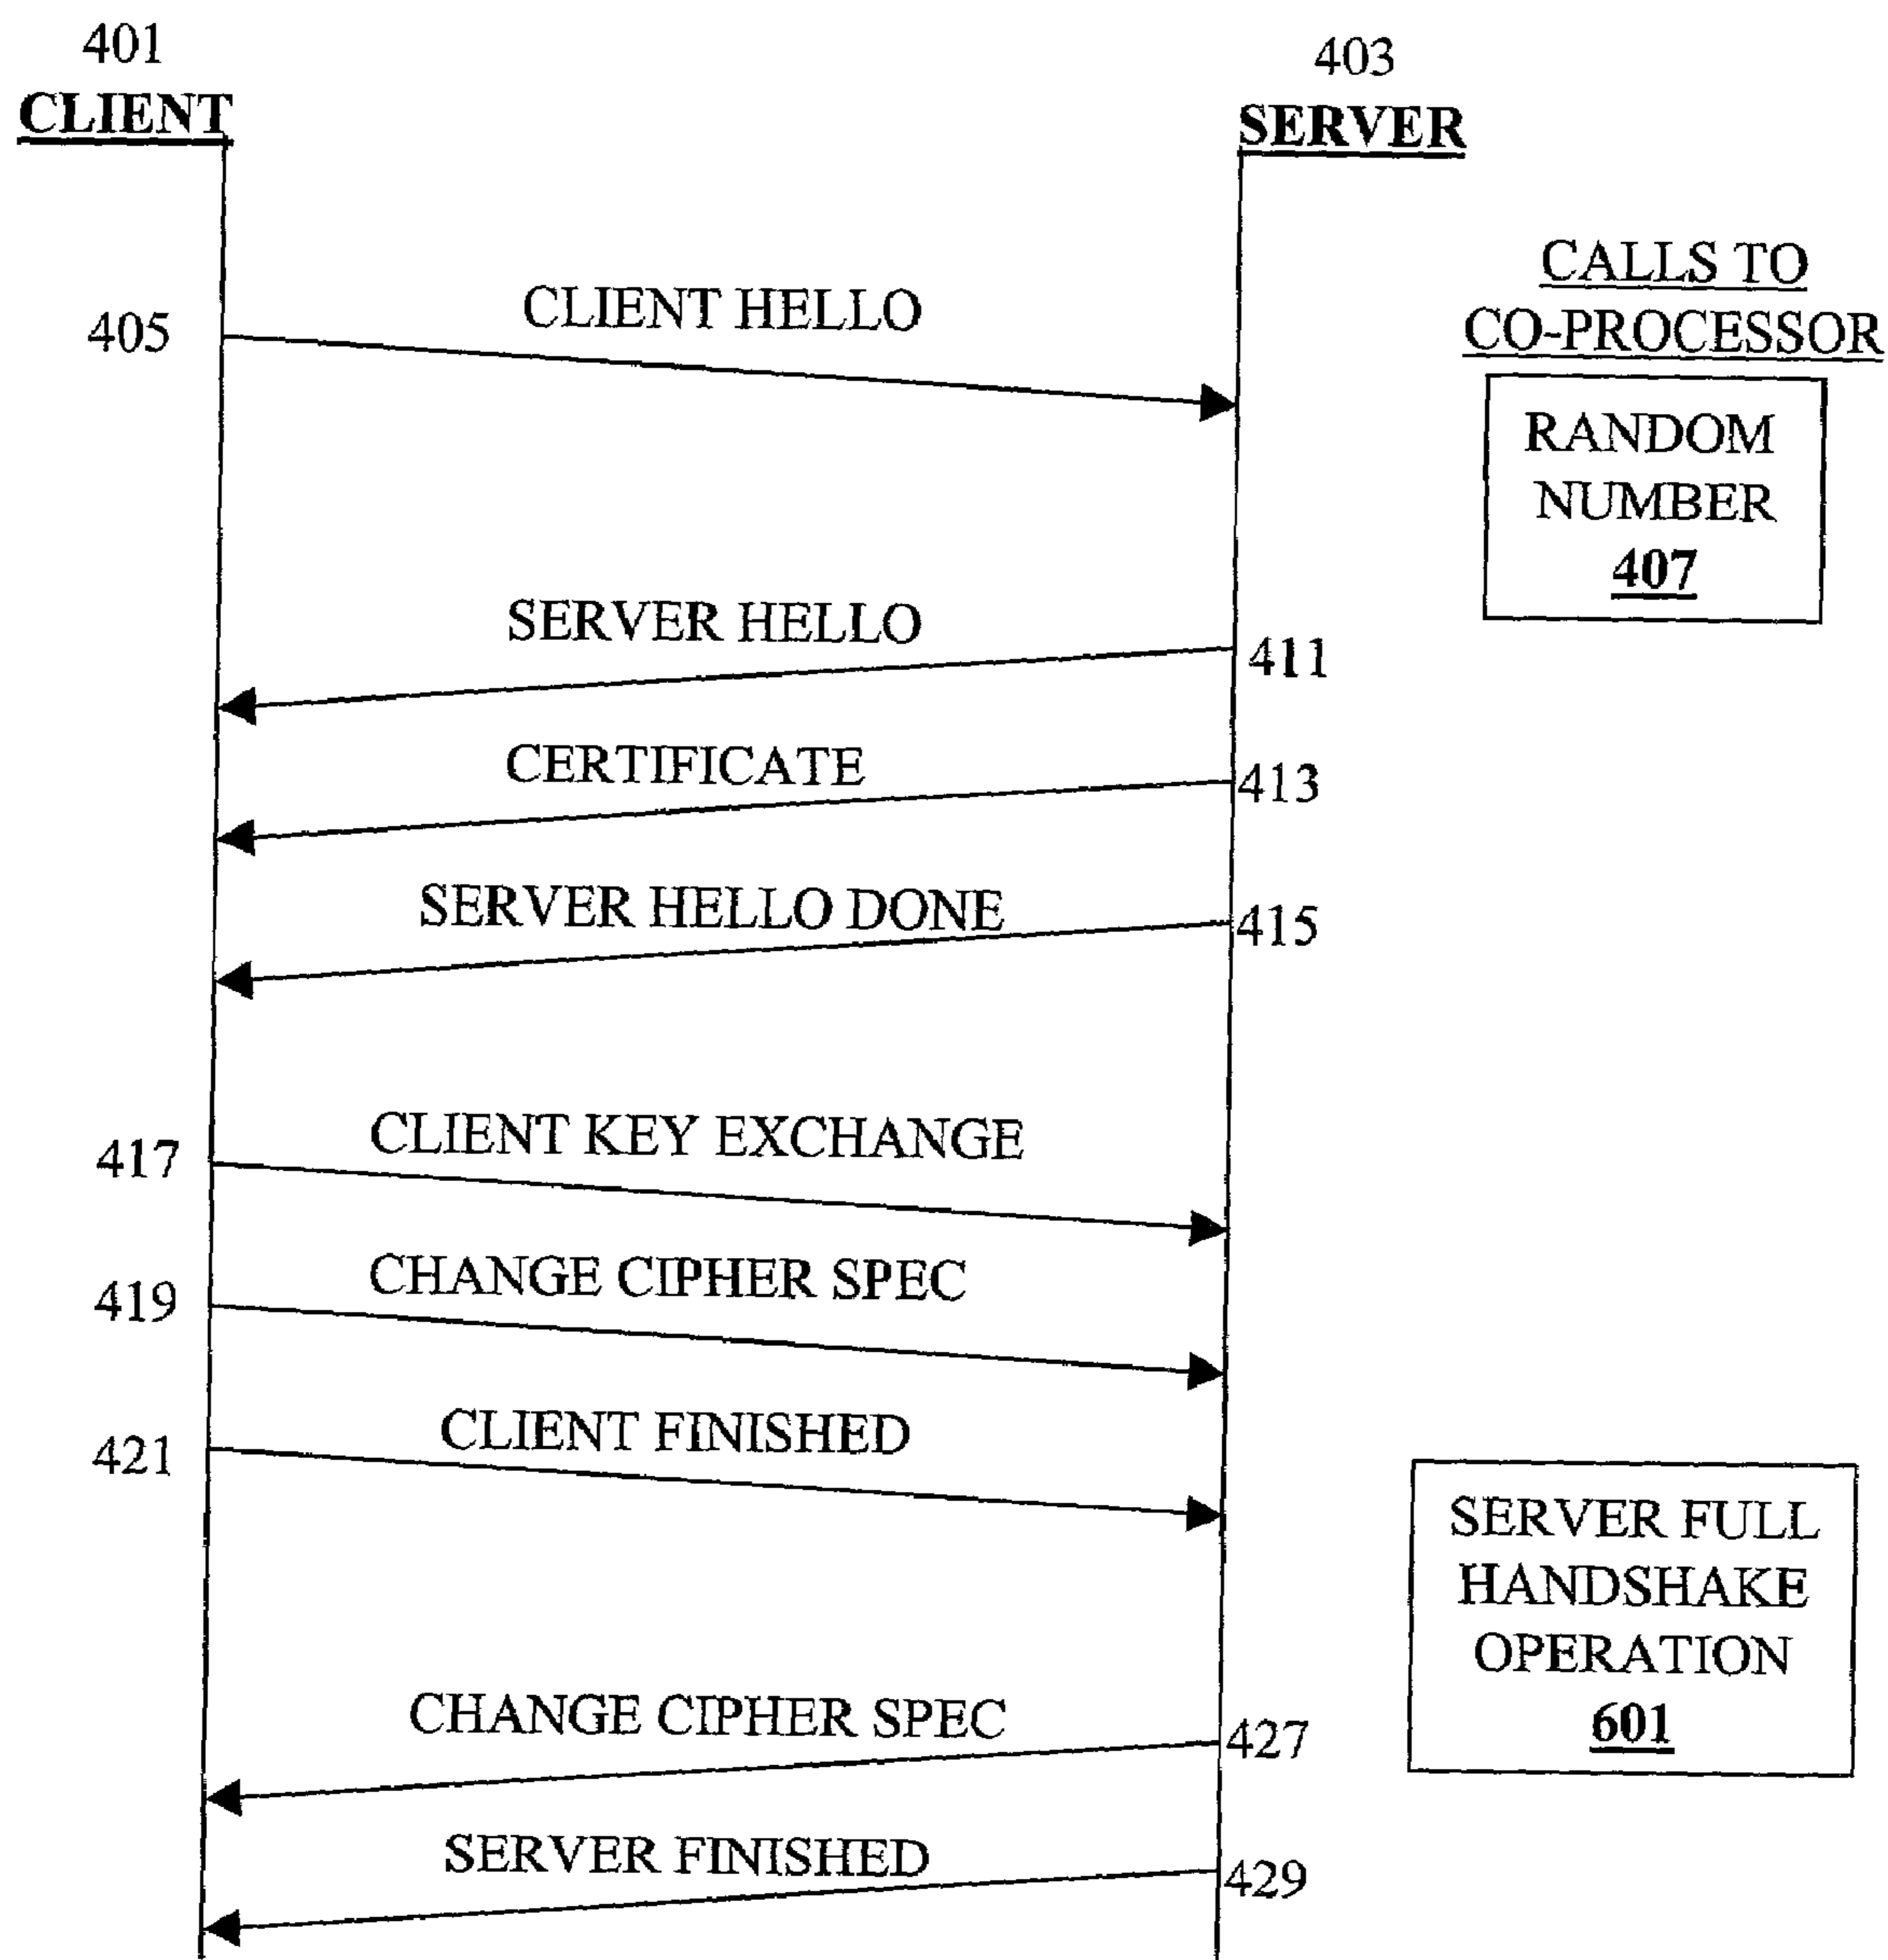 401
CLIENT
403
SERVER
CALLS TO
CO-PROCESSOR
405
CLIENT HELLO
RANDOM
NUMBER
407
SERVER HELLO
411
CERTIFICATE
413
SERVER HELLO DONE
415
417
CLIENT KEY EXCHANGE
419
CHANGE CIPHER SPEC
421
CLIENT FINISHED
SERVER FULL
HANDSHAKE
OPERATION
601
CHANGE CIPHER SPEC
427
SERVER FINISHED
429